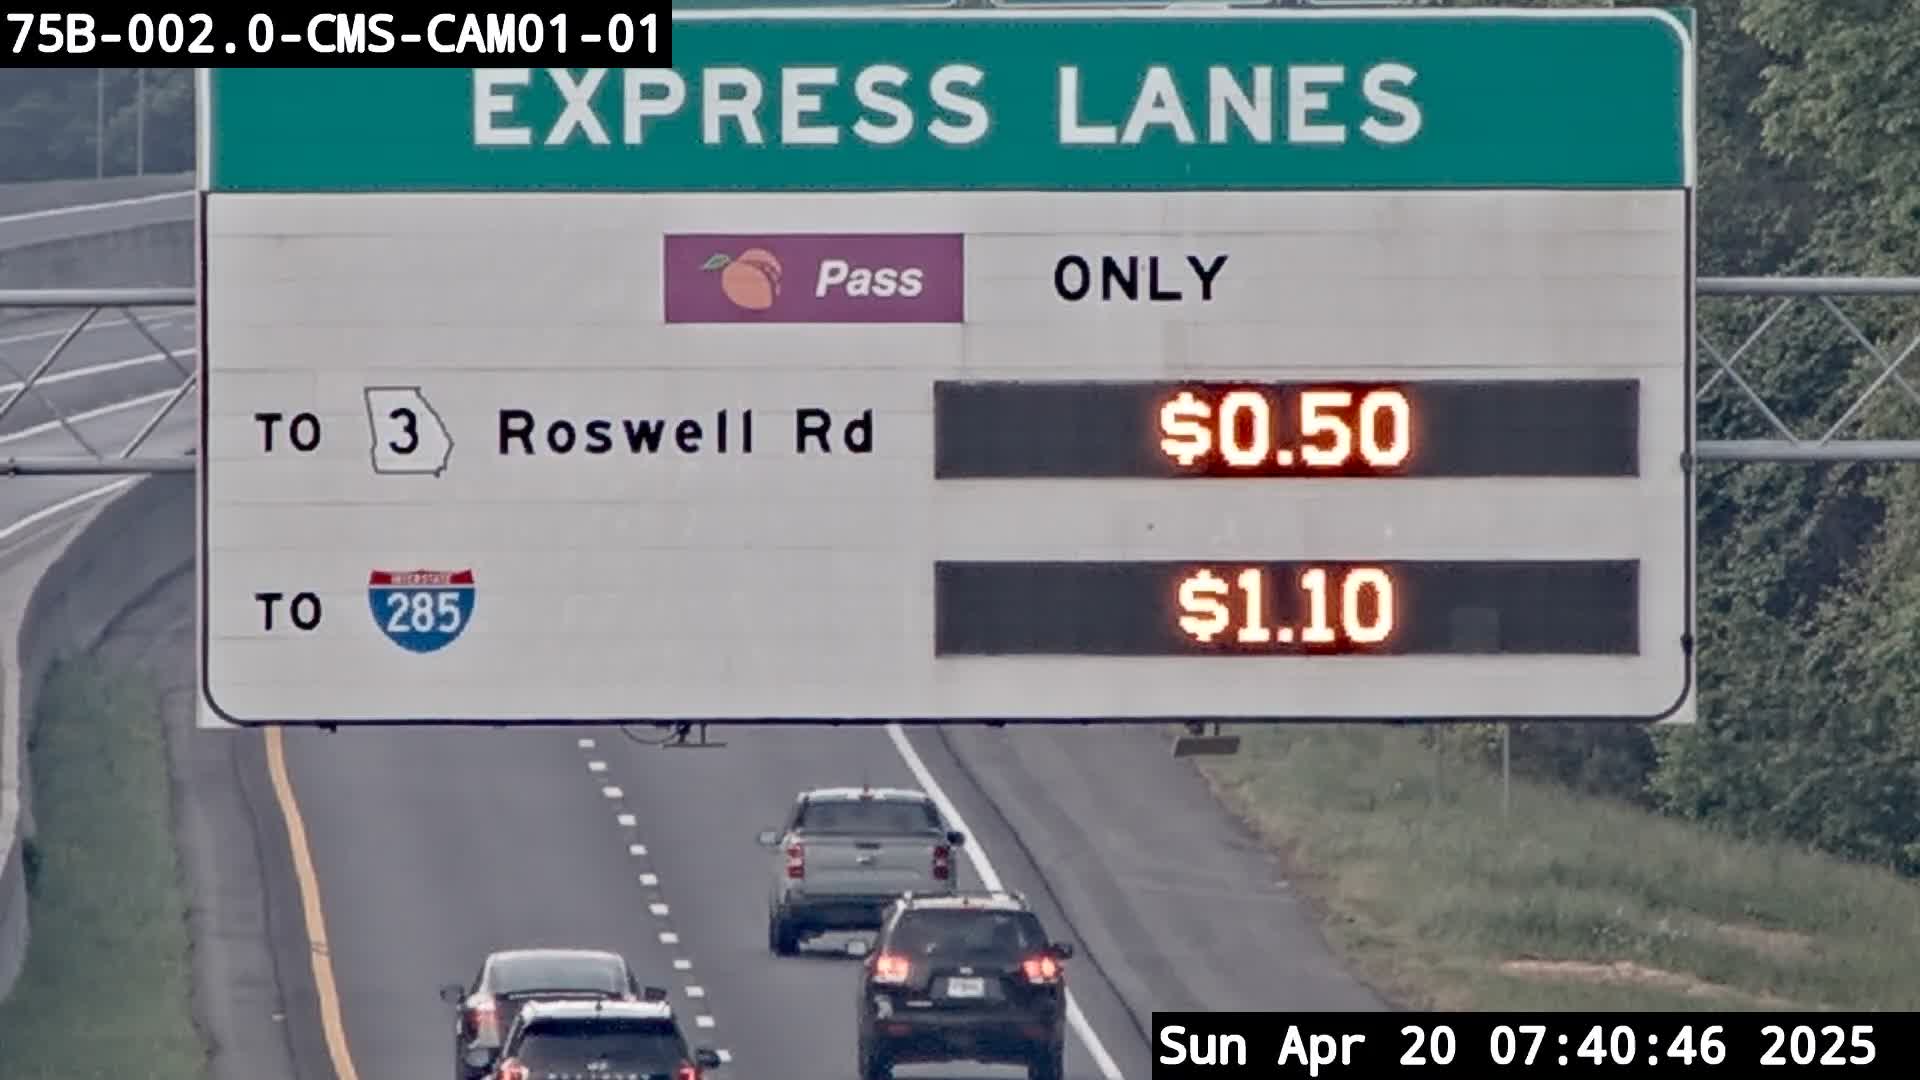 75B-002.0-CMS-CAM01-01
EXPRESS LANES
Pass ONLY
TO 3 Roswell Rd $0.50
TO INTERSTATE 285 $1.10
Sun Apr 20 07:40:46 2025